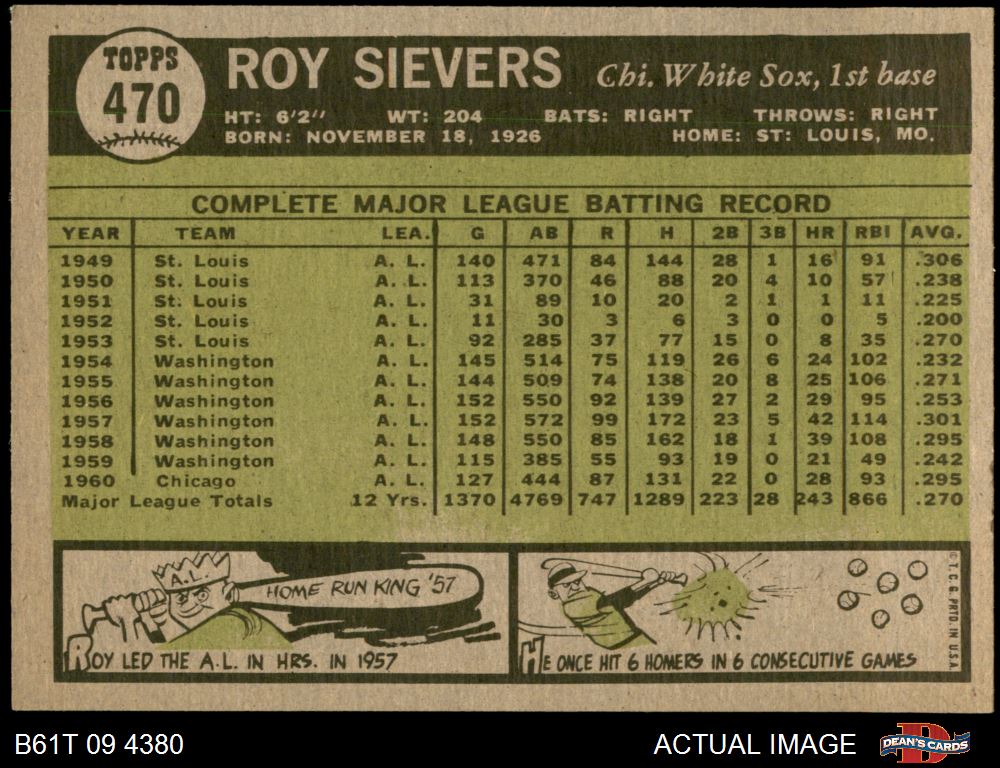 TOPPS
470
ROY SIEVERS Chi. White Sox, 1st base
HT: 6'2" WT: 204 BATS: RIGHT THROWS: RIGHT
BORN: NOVEMBER 18, 1926 HOME: ST: LOUIS, MO.
COMPLETE MAJOR LEAGUE BATTING RECORD
YEAR TEAM LEA. G AB R H 2B 3B HR RBI AVG.
1949 St. Louis A. L. 140 471 84 144 28 1 16 91 .306
1950 St. Louis A. L. 113 370 46 88 20 4 10 57 .238
1951 St. Louis A. L. 31 89 10 20 2 1 1 11 .225
1952 St. Louis A. L. 11 30 3 6 3 0 0 5 .200
1953 St. Louis A. L. 92 285 37 77 15 0 8 35 .270
1954 Washington A. L. 145 514 75 119 26 6 24 102 .232
1955 Washington A. L. 144 509 74 138 20 8 25 106 .271
1956 Washington A. L. 152 550 92 139 27 2 29 95 .253
1957 Washington A. L. 152 572 99 172 23 5 42 114 .301
1958 Washington A. L. 148 550 85 162 18 1 39 108 .295
1959 Washington A. L. 115 385 55 93 19 0 21 49 .242
1960 Chicago A. L. 127 444 87 131 22 0 28 93 .295
Major League Totals 12 Yrs. 1370 4769 747 1289 223 28 243 866 .270
A.L.
HOME RUN KING '57
ROY LED THE A.L. IN HRS. IN 1957
HE ONCE HIT 6 HOMERS IN 6 CONSECUTIVE GAMES
© T. C. G. PRTD. IN U.S.A.
B61T 09 4380 ACTUAL IMAGE
DEAN'S CARDS